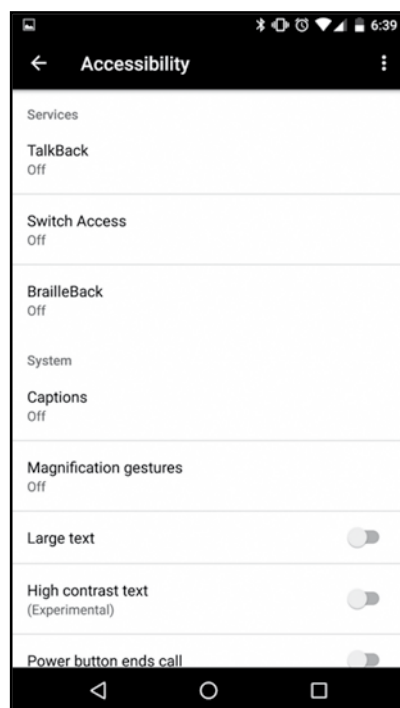 6:39
Accessibility
Services
TalkBack
Off
Switch Access
Off
BrailleBack
Off
System
Captions
Off
Magnification gestures
Off
Large text
High contrast text
(Experimental)
Power button ends call